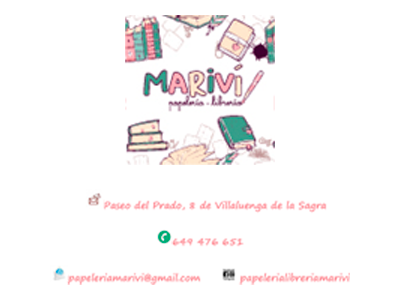 MARIVÍ
papelería - librería
Paseo del Prado, 8 de Villaluenga de la Sagra
649 476 651
papeleriamarivi@gmail.com papelerialibreriamarivi